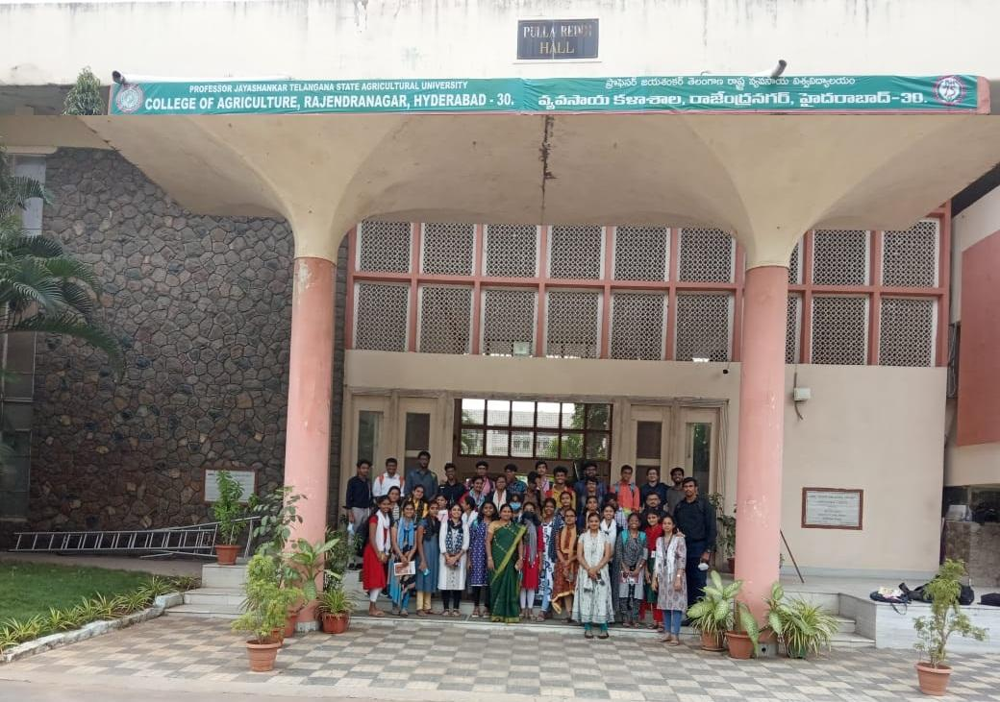 PULLA REDDI
HALL
PROFESSOR JAYASHANKAR TELANGANA STATE AGRICULTURAL UNIVERSITY
COLLEGE OF AGRICULTURE, RAJENDRANAGAR, HYDERABAD - 30.
ప్రొఫెసర్ జయశంకర్ తెలంగాణ రాష్ట్ర వ్యవసాయ విశ్వవిద్యాలయం
వ్యవసాయ కళాశాల, రాజేంద్రనగర్, హైదరాబాద్-30.